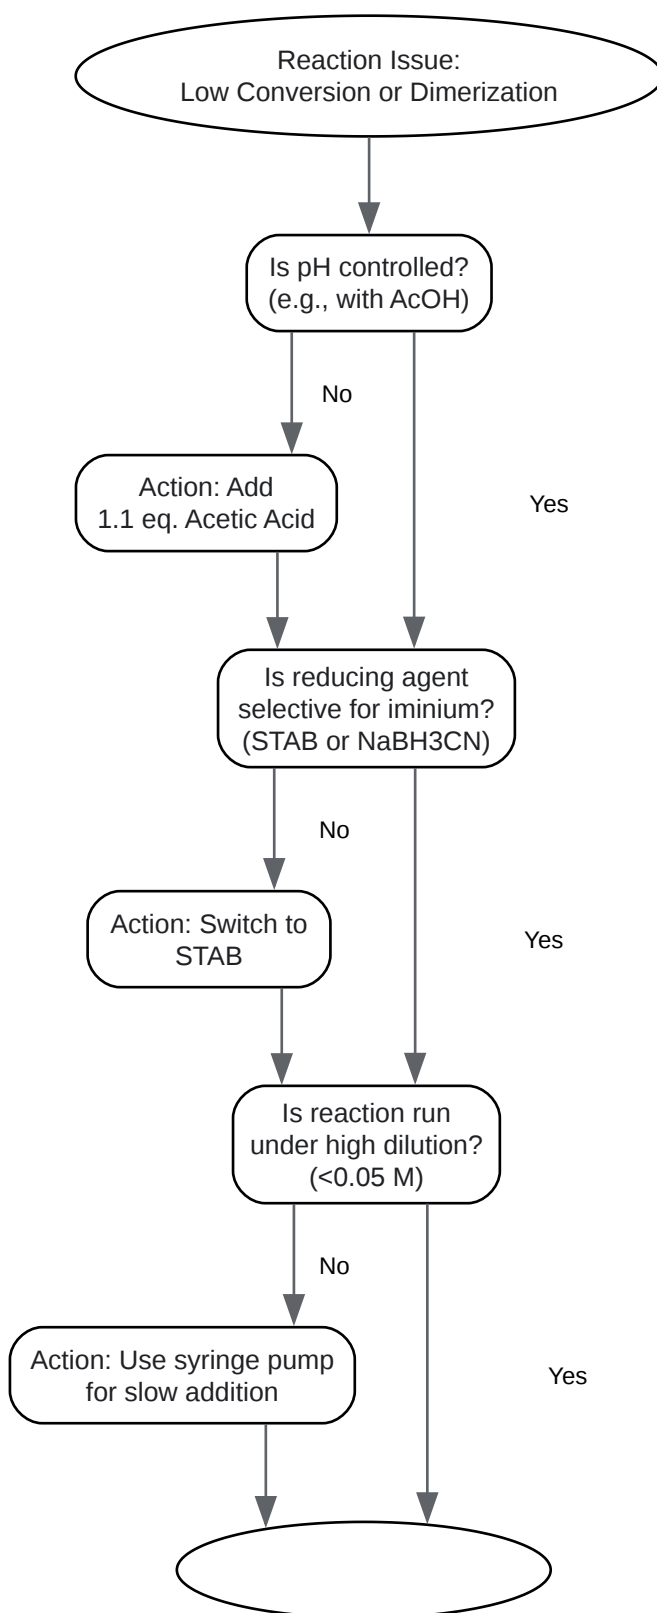 Reaction Issue:
Low Conversion or Dimerization
Is pH controlled?
(e.g., with AcOH)
No
Action: Add
1.1 eq. Acetic Acid
Yes
Is reducing agent
selective for iminium?
(STAB or NaBH3CN)
No
Action: Switch to
STAB
Yes
Is reaction run
under high dilution?
(<0.05 M)
No
Action: Use syringe pump
for slow addition
Yes